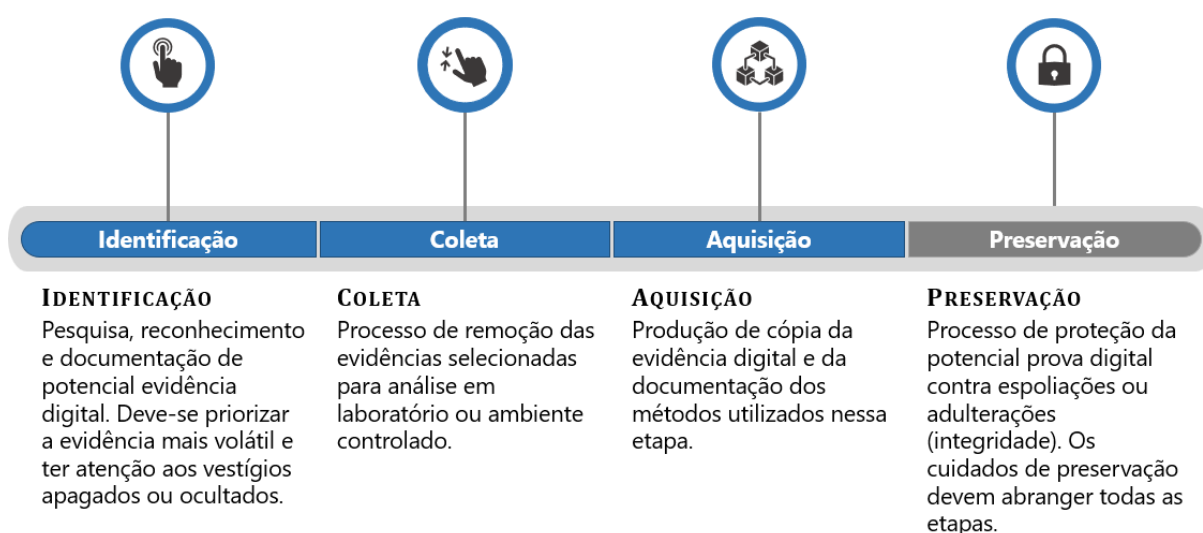 Identificação
Coleta
Aquisição
Preservação
IDENTIFICAÇÃO
Pesquisa, reconhecimento
e documentação de
potencial evidência
digital. Deve-se priorizar
a evidência mais volátil e
ter atenção aos vestígios
apagados ou ocultados.
COLETA
Processo de remoção das
evidências selecionadas
para análise em
laboratório ou ambiente
controlado.
AQUISIÇÃO
Produção de cópia da
evidência digital e da
documentação dos
métodos utilizados nessa
etapa.
PRESERVAÇÃO
Processo de proteção da
potencial prova digital
contra espoliações ou
adulterações
(integridade). Os
cuidados de preservação
devem abranger todas as
etapas.